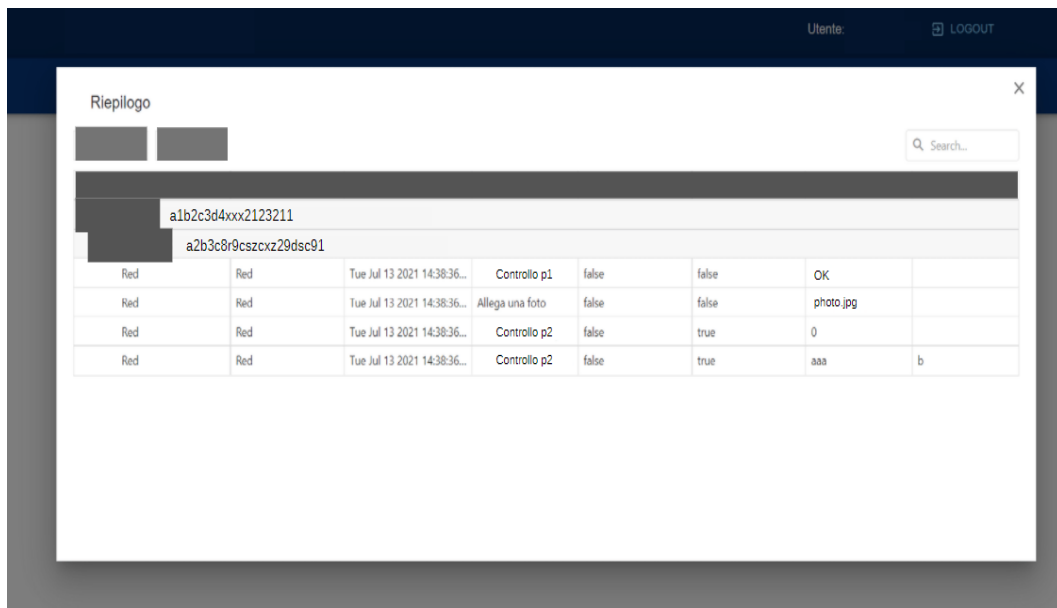 Utente: LOGOUT
Riepilogo X
Search...
a1b2c3d4xxx2123211
a2b3c8r9cszcxz29dsc91
Red Red Tue Jul 13 2021 14:38:36... Controllo p1 false false OK
Red Red Tue Jul 13 2021 14:38:36... Allega una foto false false photo.jpg
Red Red Tue Jul 13 2021 14:38:36... Controllo p2 false true 0
Red Red Tue Jul 13 2021 14:38:36... Controllo p2 false true aaa b